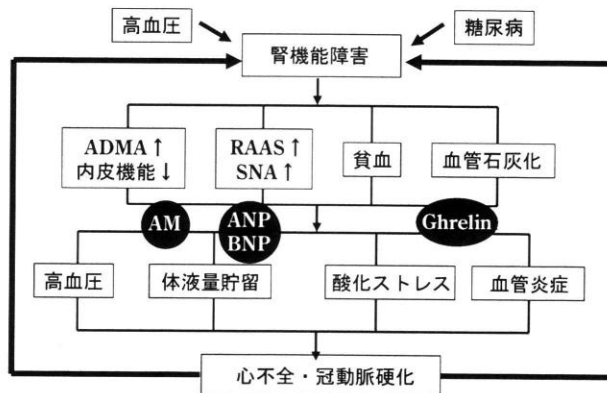 高血圧
糖尿病
腎機能障害
ADMA↑
内皮機能↓
RAAS↑
SNA↑
貧血
血管石灰化
AM
ANP
BNP
Ghrelin
高血圧
体液量貯留
酸化ストレス
血管炎症
心不全・冠動脈硬化